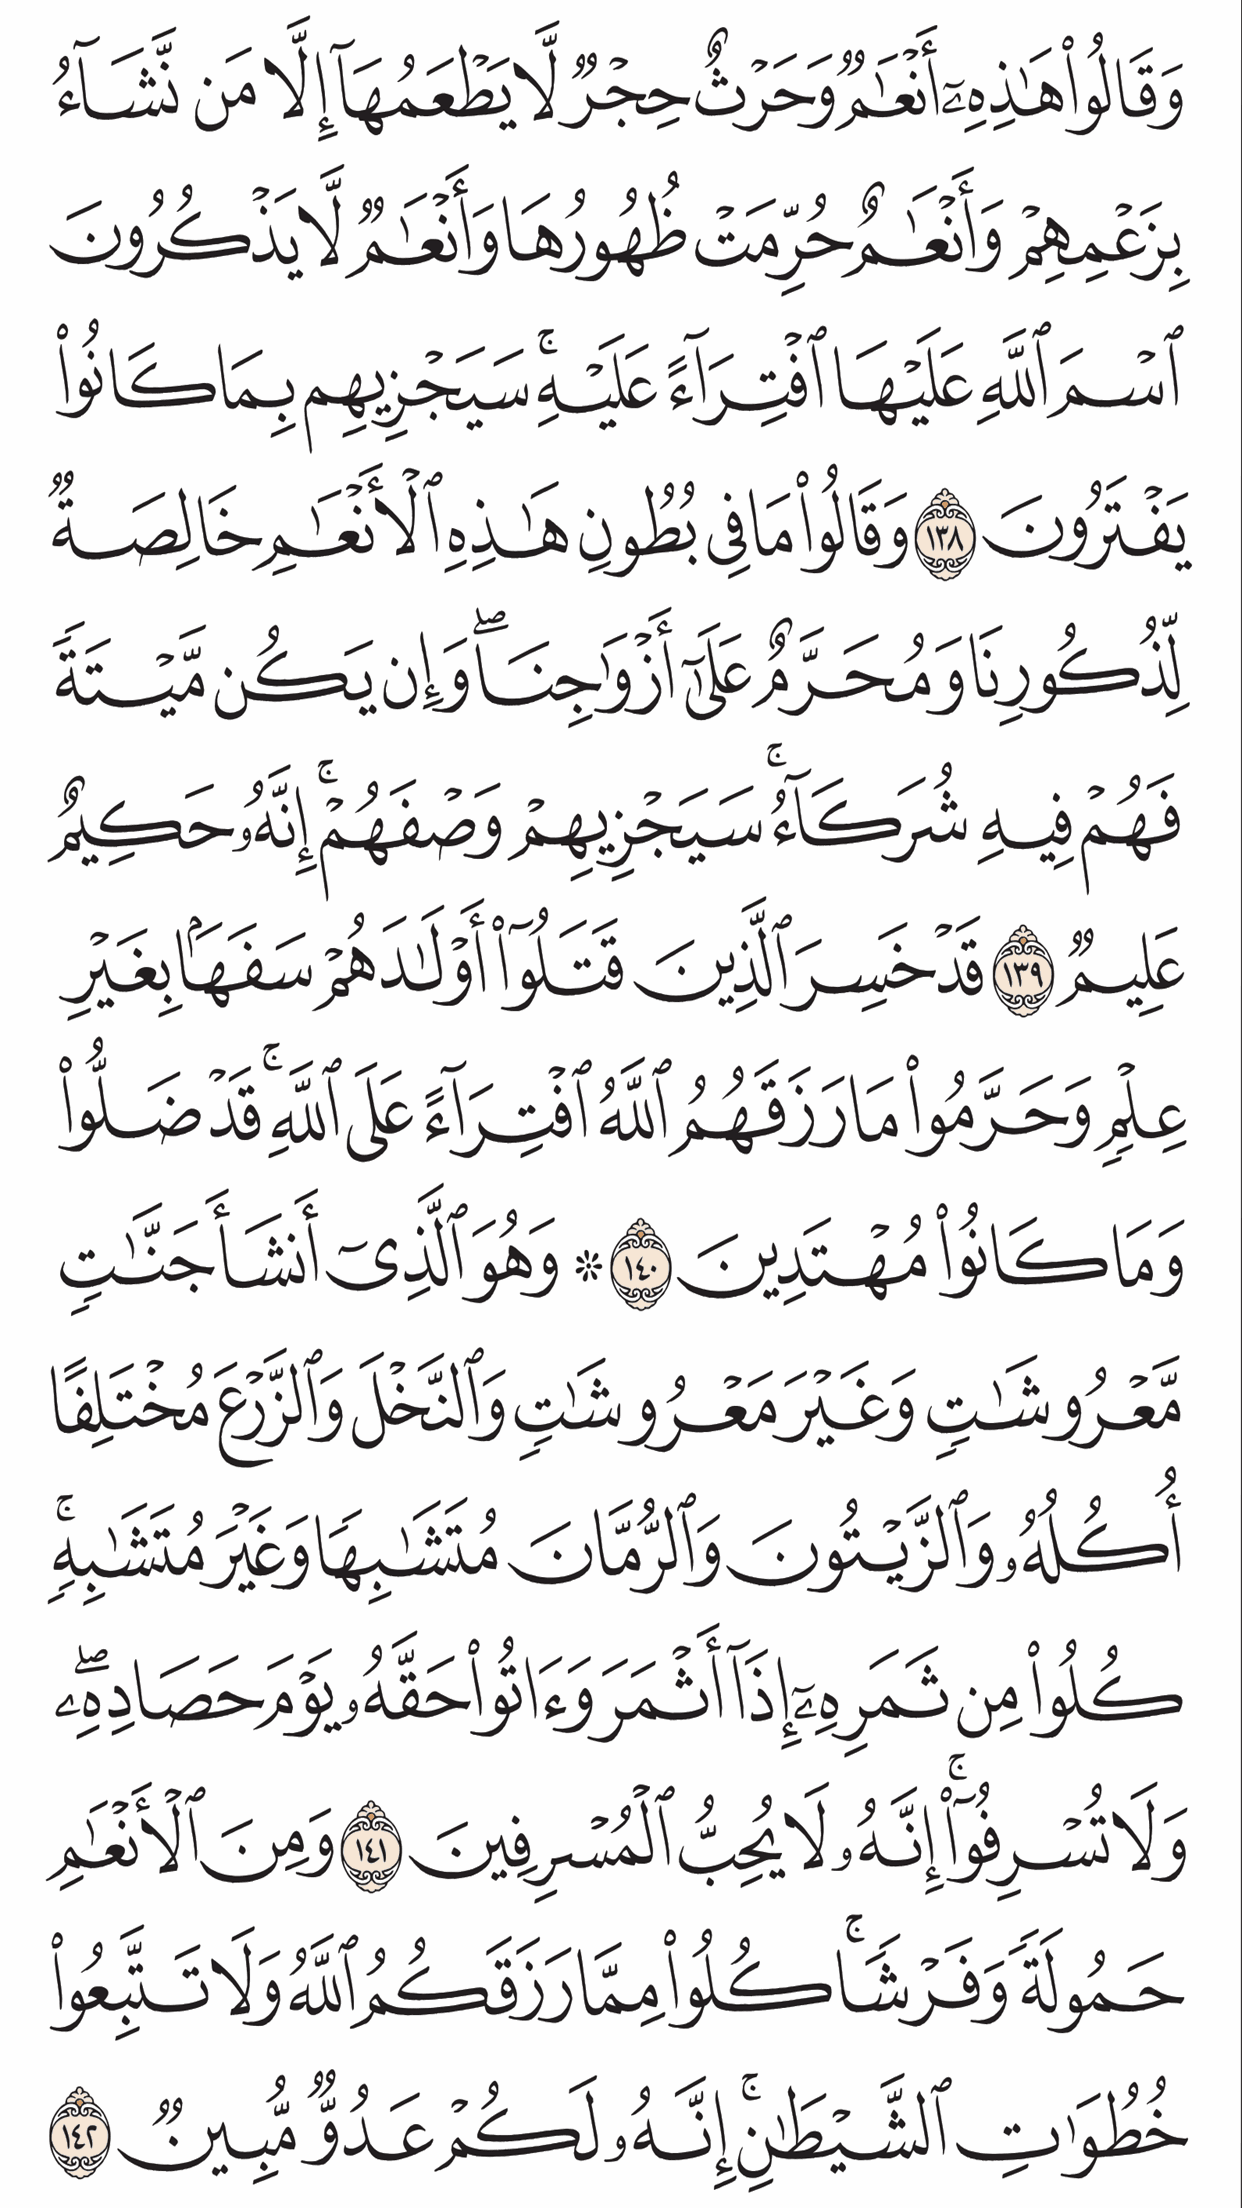 وَقَالُوا۟ هَـٰذِهِۦٓ أَنْعَـٰمٌ وَحَرْثٌ حِجْرٌ لَّا يَطْعَمُهَآ إِلَّا مَن نَّشَآءُ
بِزَعْمِهِمْ وَأَنْعَـٰمٌ حُرِّمَتْ ظُهُورُهَا وَأَنْعَـٰمٌ لَّا يَذْكُرُونَ
ٱسْمَ ٱللَّهِ عَلَيْهَا ٱفْتِرَآءً عَلَيْهِ ۚ سَيَجْزِيهِم بِمَا كَانُوا۟
يَفْتَرُونَ ١٣٨ وَقَالُوا۟ مَا فِى بُطُونِ هَـٰذِهِ ٱلْأَنْعَـٰمِ خَالِصَةٌ
لِّذُكُورِنَا وَمُحَرَّمٌ عَلَىٰٓ أَزْوَٰجِنَا ۖ وَإِن يَكُن مَّيْتَةً
فَهُمْ فِيهِ شُرَكَآءُ ۚ سَيَجْزِيهِمْ وَصْفَهُمْ ۚ إِنَّهُۥ حَكِيمٌ
عَلِيمٌ ١٣٩ قَدْ خَسِرَ ٱلَّذِينَ قَتَلُوٓا۟ أَوْلَـٰدَهُمْ سَفَهًۢا بِغَيْرِ
عِلْمٍ وَحَرَّمُوا۟ مَا رَزَقَهُمُ ٱللَّهُ ٱفْتِرَآءً عَلَى ٱللَّهِ ۚ قَدْ ضَلُّوا۟
وَمَا كَانُوا۟ مُهْتَدِينَ ١٤٠ ۞ وَهُوَ ٱلَّذِىٓ أَنشَأَ جَنَّـٰتٍ
مَّعْرُوشَـٰتٍ وَغَيْرَ مَعْرُوشَـٰتٍ وَٱلنَّخْلَ وَٱلزَّرْعَ مُخْتَلِفًا
أُكُلُهُۥ وَٱلزَّيْتُونَ وَٱلرُّمَّانَ مُتَشَـٰبِهًا وَغَيْرَ مُتَشَـٰبِهٍ ۚ
كُلُوا۟ مِن ثَمَرِهِۦٓ إِذَآ أَثْمَرَ وَءَاتُوا۟ حَقَّهُۥ يَوْمَ حَصَادِهِۦ ۖ
وَلَا تُسْرِفُوٓا۟ ۚ إِنَّهُۥ لَا يُحِبُّ ٱلْمُسْرِفِينَ ١٤١ وَمِنَ ٱلْأَنْعَـٰمِ
حَمُولَةً وَفَرْشًا ۚ كُلُوا۟ مِمَّا رَزَقَكُمُ ٱللَّهُ وَلَا تَتَّبِعُوا۟
خُطُوَٰتِ ٱلشَّيْطَـٰنِ ۚ إِنَّهُۥ لَكُمْ عَدُوٌّ مُّبِينٌ ١٤٢